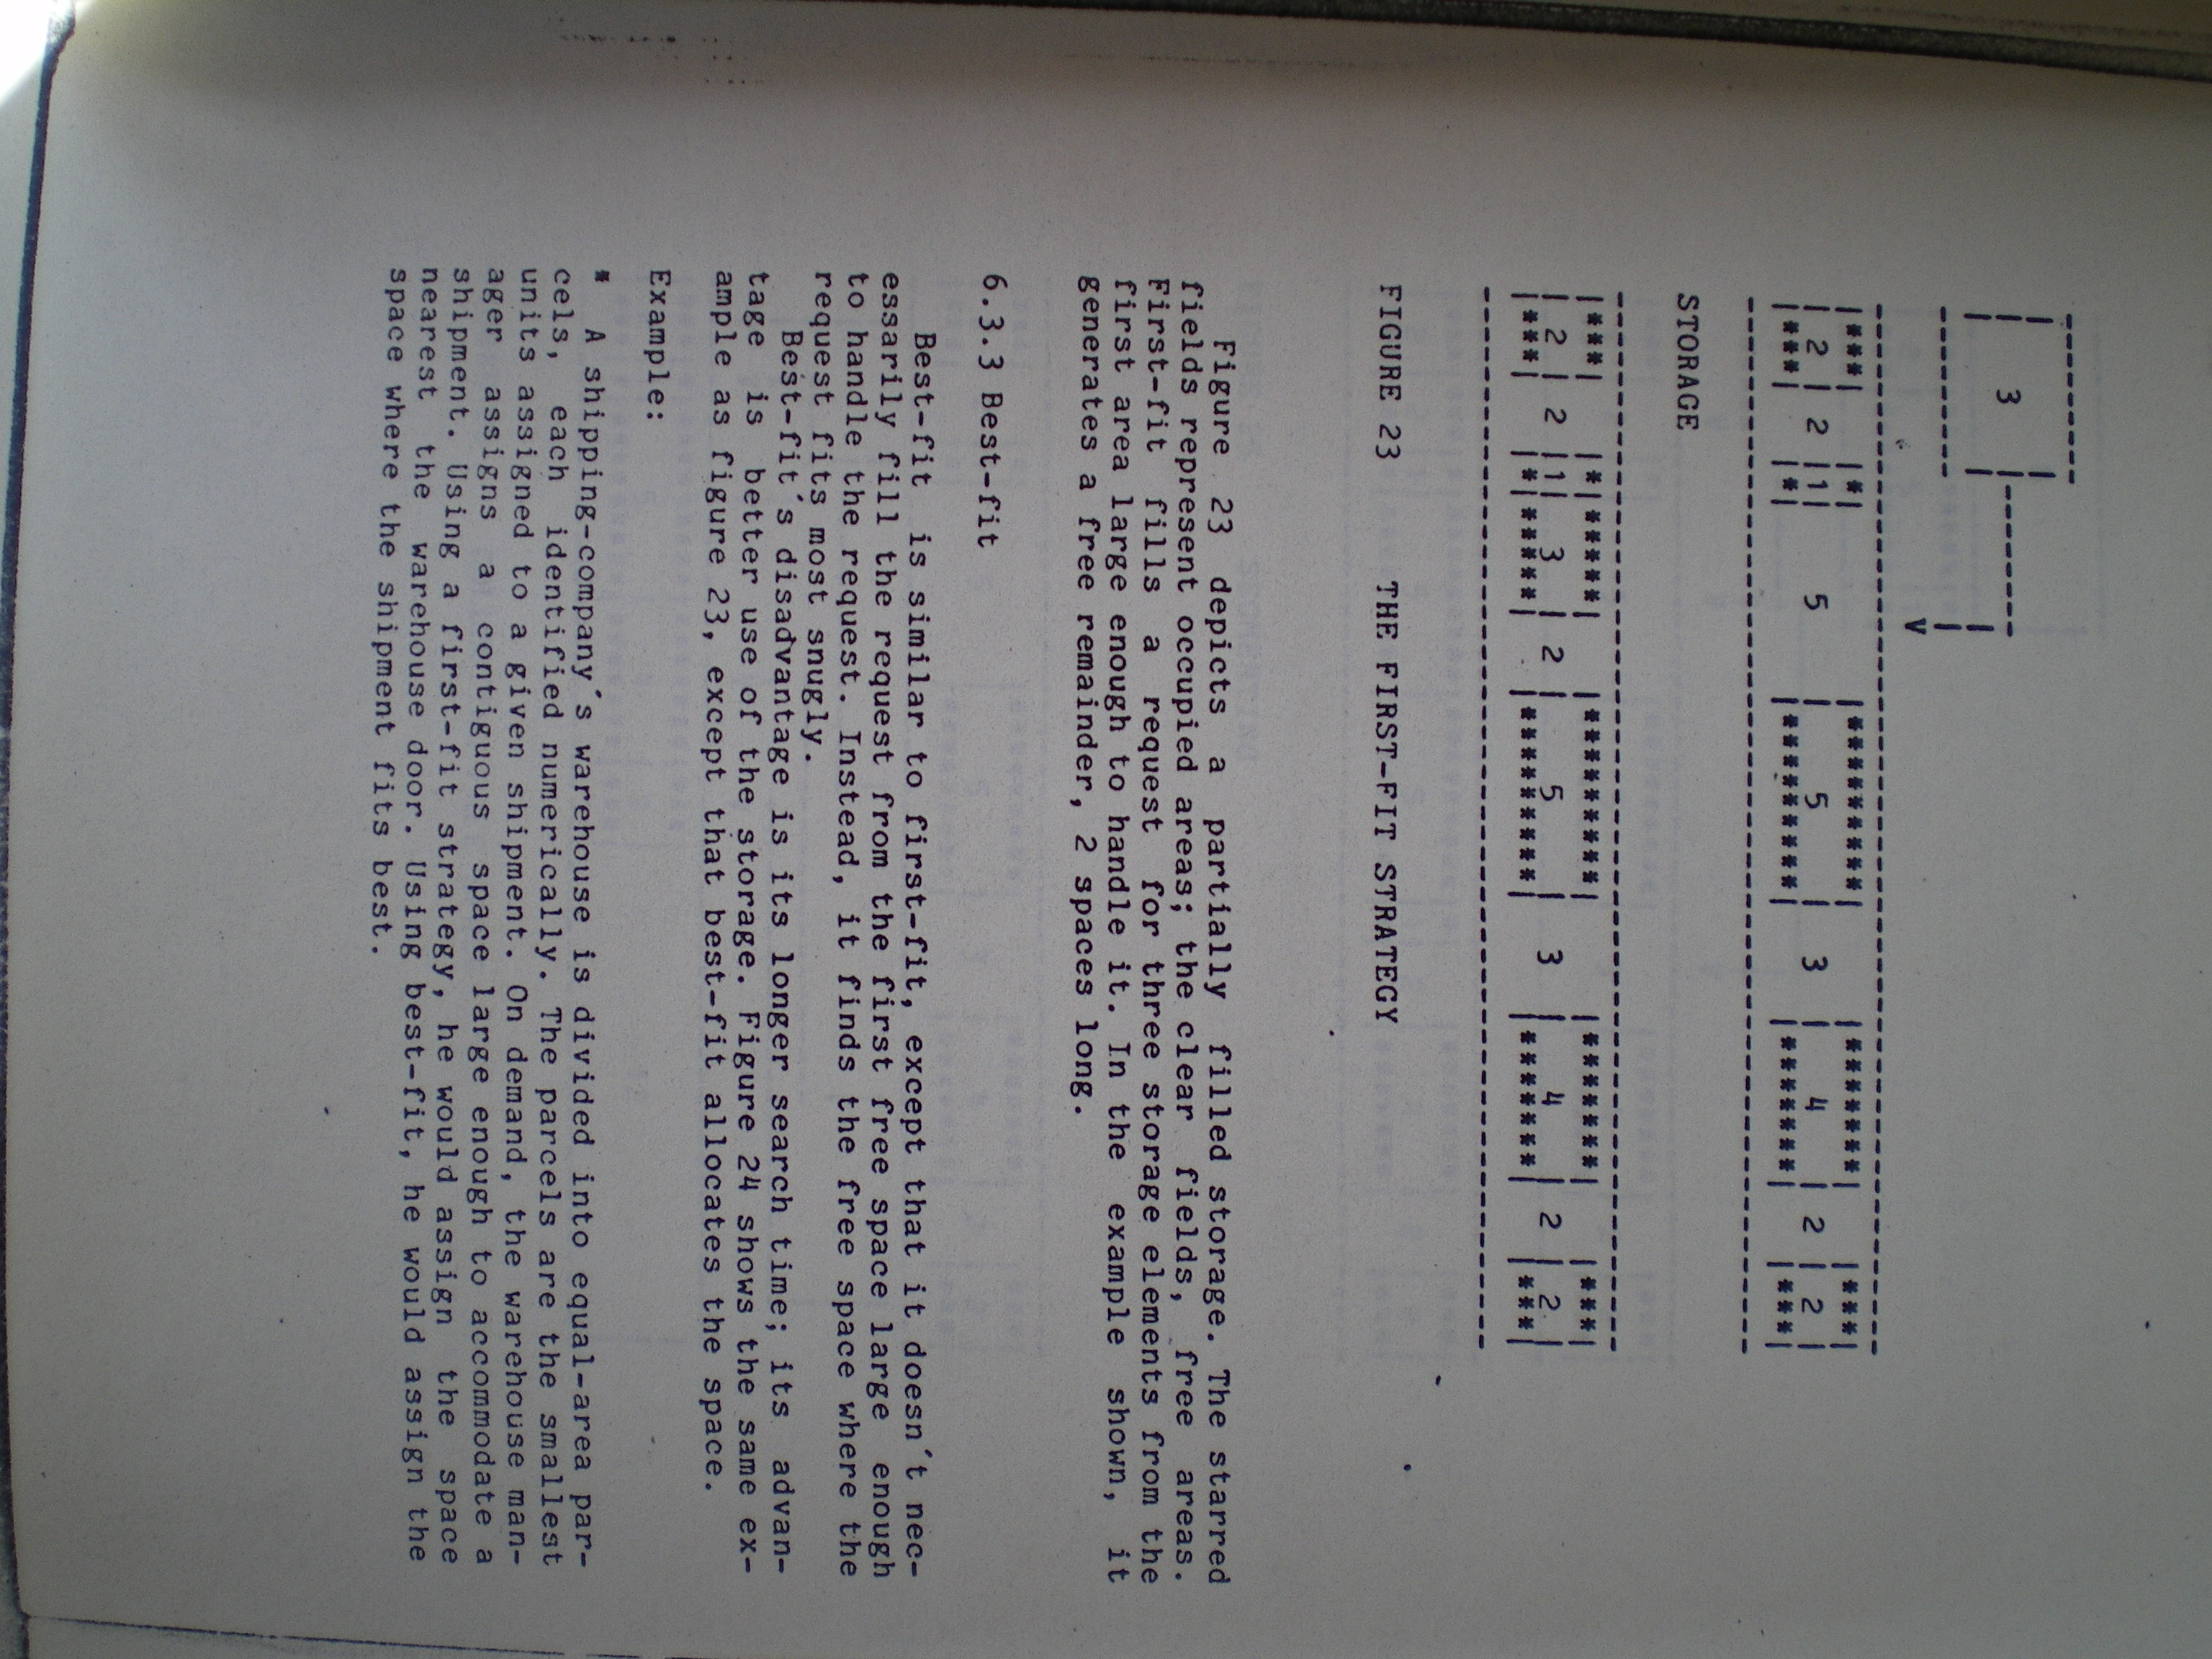 ---------
|       |
|   3   |---------
|       |        |
---------        |
                 V
----------------------------------------------------
|***|   |*|         |*********|     |*******|   |***|
| 2 | 2 |1|    5    |    5    |  3  |   4   | 2 | 2 |
|***|   |*|         |*********|     |*******|   |***|
----------------------------------------------------
STORAGE
----------------------------------------------------
|***|   |*|*****|   |*********|     |*******|   |***|
| 2 | 2 |1|  3  | 2 |    5    |  3  |   4   | 2 | 2 |
|***|   |*|*****|   |*********|     |*******|   |***|
----------------------------------------------------
FIGURE 23 THE FIRST-FIT STRATEGY
Figure 23 depicts a partially filled storage. The starred
fields represent occupied areas; the clear fields, free areas.
First-fit fills a request for three storage elements from the
first area large enough to handle it. In the example shown, it
generates a free remainder, 2 spaces long.
6.3.3 Best-fit
Best-fit is similar to first-fit, except that it doesn't nec-
essarily fill the request from the first free space large enough
to handle the request. Instead, it finds the free space where the
request fits most snugly.
Best-fit's disadvantage is its longer search time; its advan-
tage is better use of the storage. Figure 24 shows the same ex-
ample as figure 23, except that best-fit allocates the space.
Example:
* A shipping-company's warehouse is divided into equal-area par-
cels, each identified numerically. The parcels are the smallest
units assigned to a given shipment. On demand, the warehouse man-
ager assigns a contiguous space large enough to accommodate a
shipment. Using a first-fit strategy, he would assign the space
nearest the warehouse door. Using best-fit, he would assign the
space where the shipment fits best.